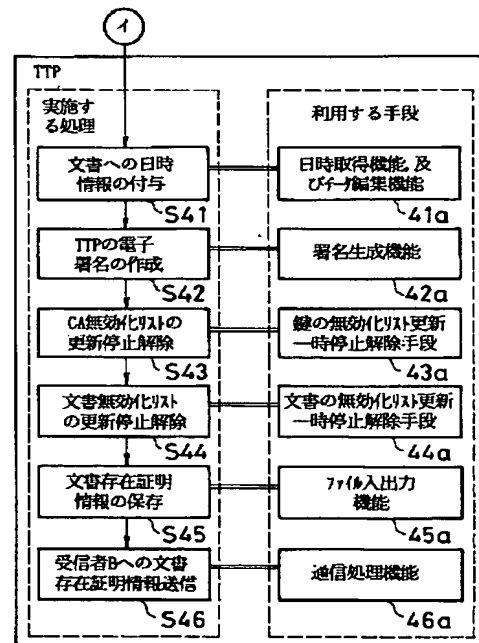 イ
TTP
実施す
る処理
利用する手段
文書への日時
情報の付与
S41
日時取得機能,及
びデータ編集機能
41a
TTPの電子
署名の作成
S42
署名生成機能
42a
CA無効化リストの
更新停止解除
S43
鍵の無効化リスト更新
一時停止解除手段
43a
文書無効化リスト
の更新停止解除
S44
文書の無効化リスト更新
一時停止解除手段
44a
文書存在証明
情報の保存
S45
ファイル入出力
機能
45a
受信者Bへの文書
存在証明情報送信
S46
通信処理機能
46a